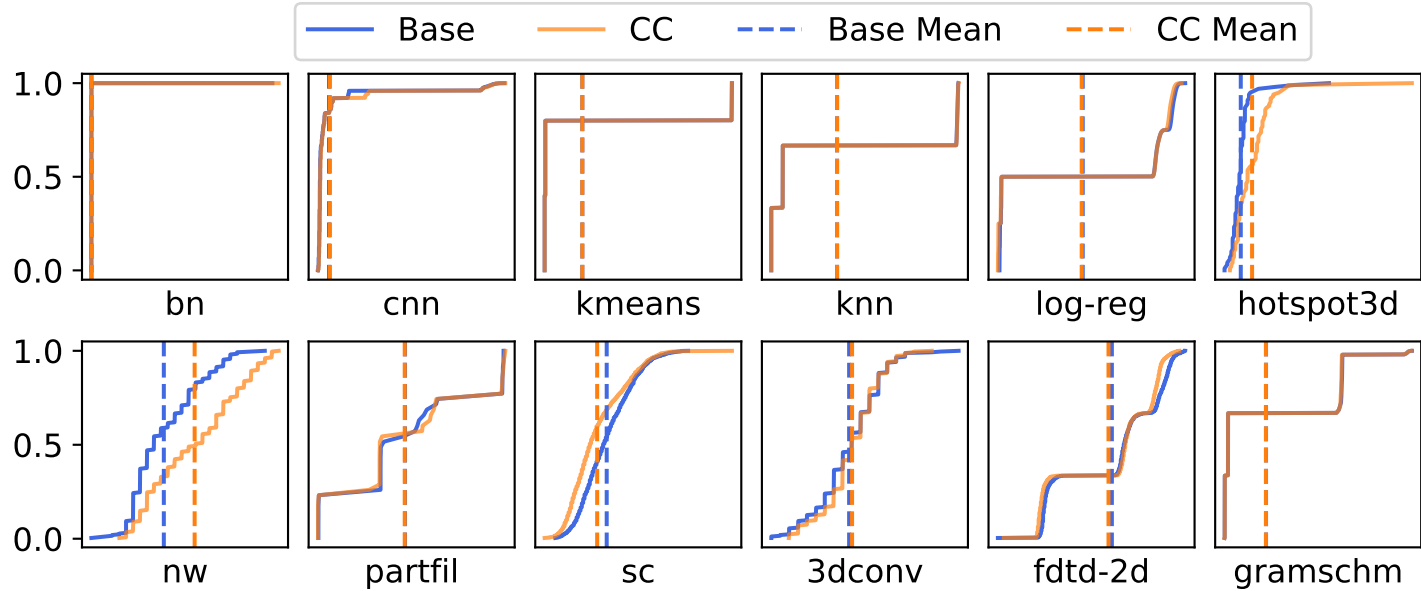 Base CC Base Mean CC Mean
1.0
0.5
0.0
bn cnn kmeans knn log-reg hotspot3d
1.0
0.5
0.0
nw partfil sc 3dconv fdtd-2d gramschm